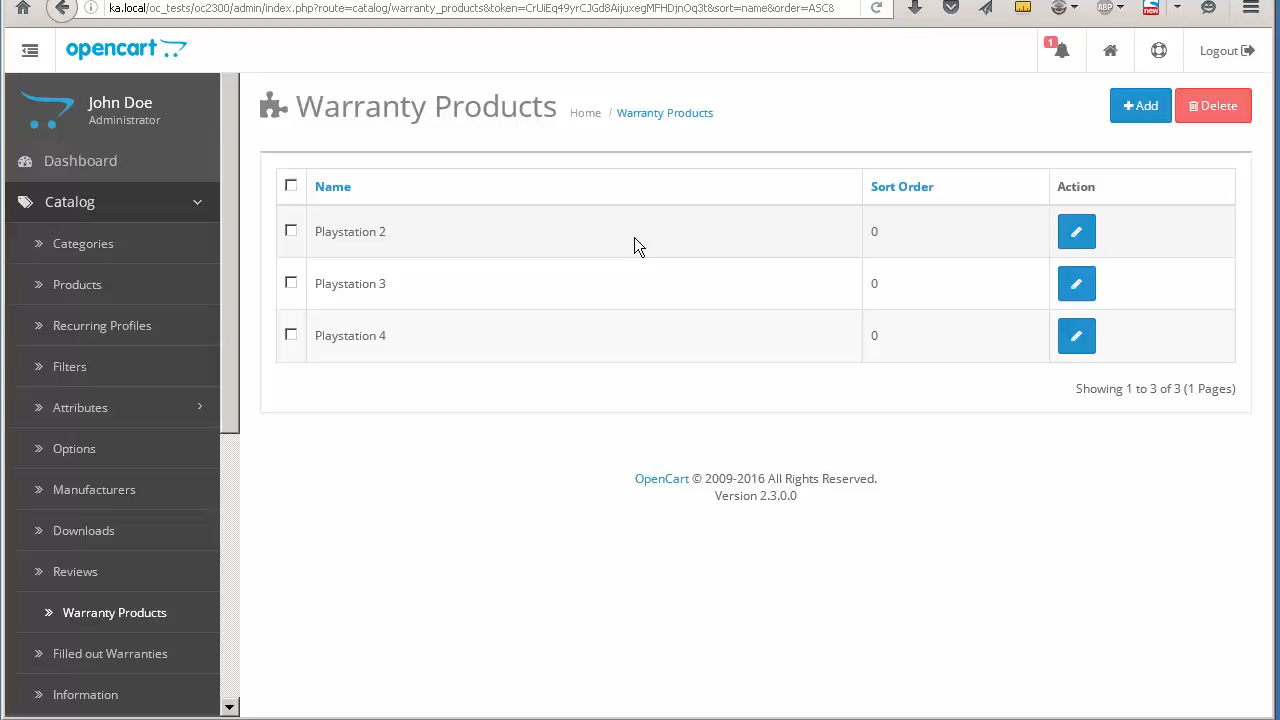 ka.local/oc_tests/oc2300/admin/index.php?route=catalog/warranty_products&token=CrUiEq49yrCJGd8AijuxegMFHDjnOq3t&sort=name&order=ASC8
ABP
new
opencart
1
Logout
John Doe
Administrator
Warranty Products
Home / Warranty Products
Add
Delete
Dashboard
Catalog
Categories
Products
Recurring Profiles
Filters
Attributes
Options
Manufacturers
Downloads
Reviews
Warranty Products
Filled out Warranties
Information
Name Sort Order Action
Playstation 2 0
Playstation 3 0
Playstation 4 0
Showing 1 to 3 of 3 (1 Pages)
OpenCart © 2009-2016 All Rights Reserved.
Version 2.3.0.0